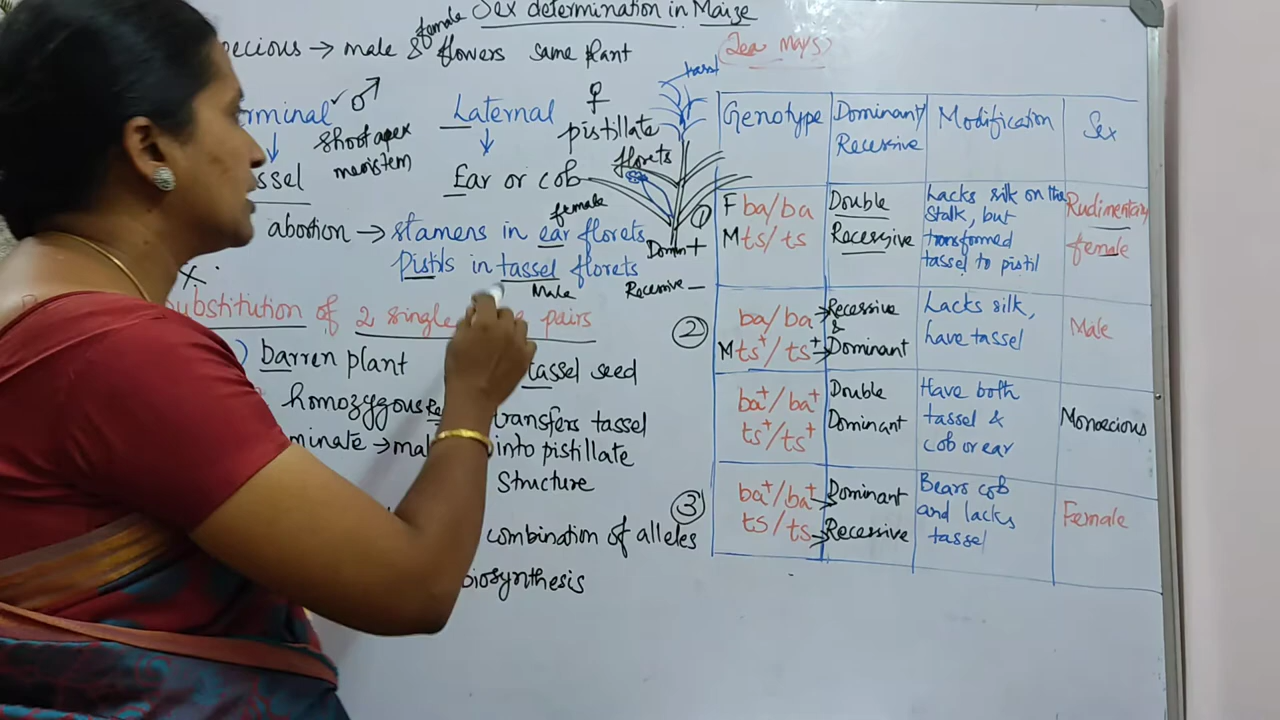 Sex determination in Maize
female
ecious → male & flowers same plant
(Zea mays)
tassel
rminal ✓ ♂
Laternal ♀
shoot apex
meristem
pistillate
florets
ssel
Ear or cob
female
abortion → stamens in ear florets
Pistils in tassel florets
Male
Dominant +
Recessive –
ubstitution of 2 single pairs
) barren plant
tassel seed
homozygous
transfers tassel
minate → mal
into pistillate
Structure
combination of alleles
biosynthesis
Genotype
Dominant/
Recessive
Modification
Sex
①
F ba/ba
M ts/ts
Double
Recessive
Lacks silk on the
stalk, but
transformed
tassel to pistil
Rudimentary
female
②
ba/ba →
M ts+/ts+ →
Recessive
&
Dominant
Lacks silk,
have tassel
Male
ba+/ba+
ts+/ts+
Double
Dominant
Have both
tassel &
cob or ear
Monoecious
③
ba+/ba+ →
ts/ts →
Dominant
Recessive
Bears cob
and lacks
tassel
Female